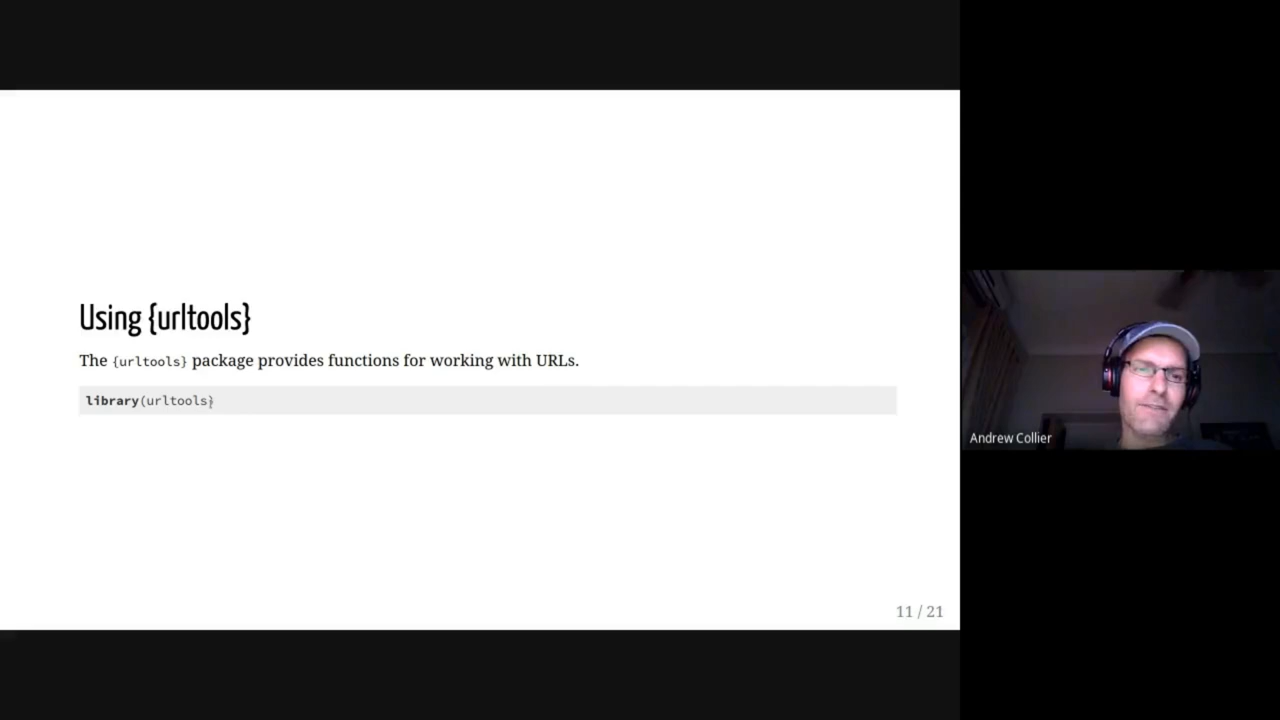 Using {urltools}
The {urltools} package provides functions for working with URLs.
library(urltools)
11 / 21
Andrew Collier